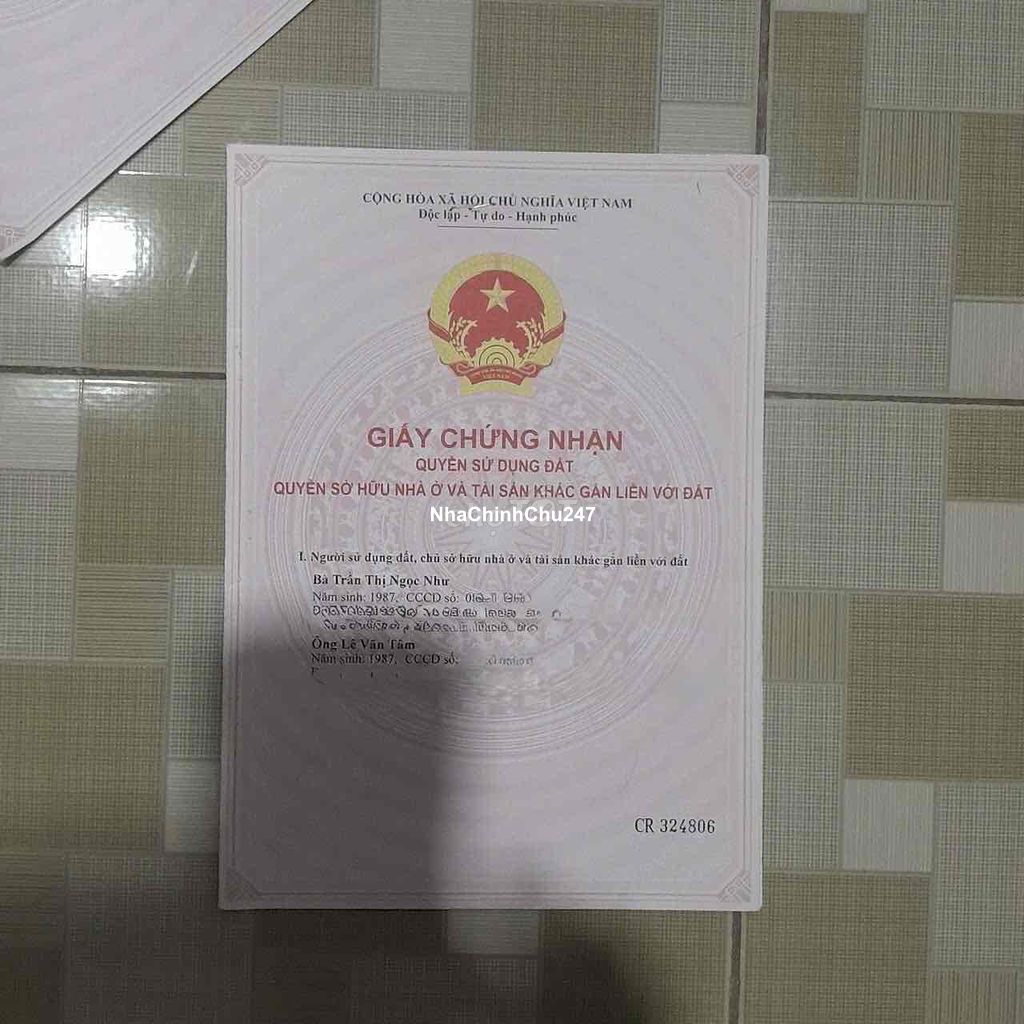 CỘNG HÒA XÃ HỘI CHỦ NGHĨA VIỆT NAM
Độc lập - Tự do - Hạnh phúc
VIỆT NAM
GIẤY CHỨNG NHẬN
QUYỀN SỬ DỤNG ĐẤT
QUYỀN SỞ HỮU NHÀ Ở VÀ TÀI SẢN KHÁC GẮN LIỀN VỚI ĐẤT
NhaChinhChu247
I. Người sử dụng đất, chủ sở hữu nhà ở và tài sản khác gắn liền với đất
Bà Trần Thị Ngọc Như
Năm sinh: 1987, CCCD số:
Ông Lê Văn Tâm
Năm sinh: 1987, CCCD số:
CR 324806